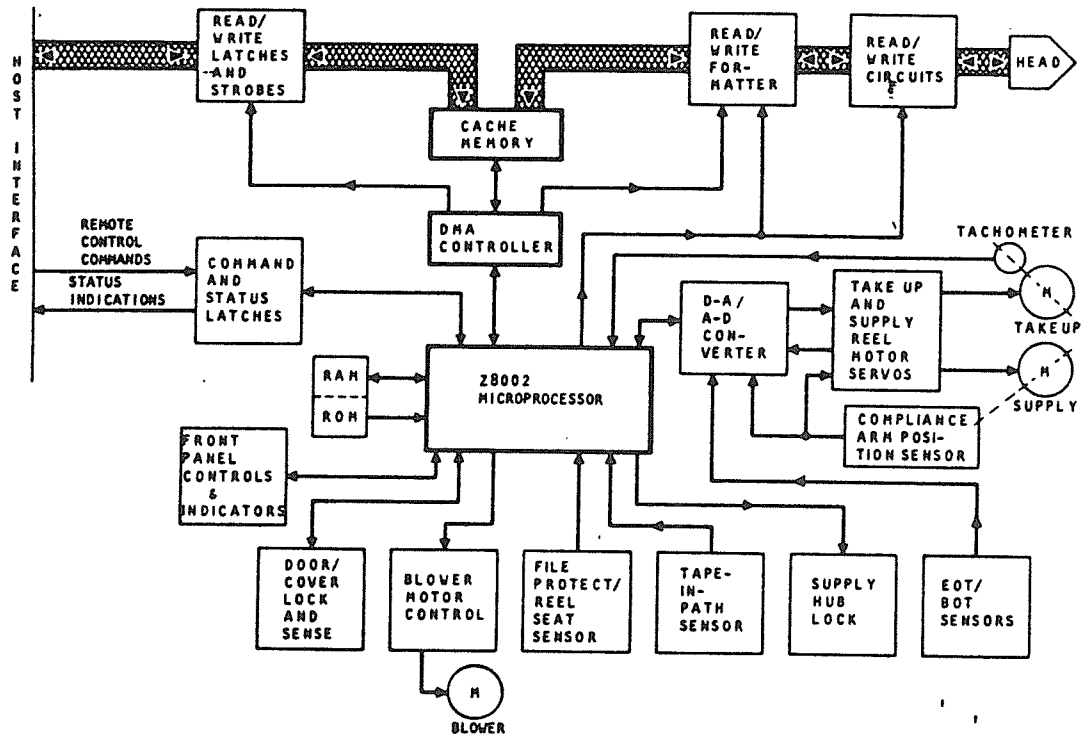 HOST INTERFACE
READ/
WRITE
LATCHES
AND
STROBES
CACHE
MEMORY
READ/
WRITE
FOR-
MATTER
READ/
WRITE
CIRCUITS
HEAD
DMA
CONTROLLER
REMOTE
CONTROL
COMMANDS
STATUS
INDICATIONS
COMMAND
AND
STATUS
LATCHES
TACHOMETER
D-A/
A-D
CON-
VERTER
TAKE UP
AND
SUPPLY
REEL
MOTOR
SERVOS
M
TAKEUP
M
SUPPLY
RAM
ROM
Z8002
MICROPROCESSOR
COMPLIANCE
ARM POSI-
TION SENSOR
FRONT
PANEL
CONTROLS
&
INDICATORS
DOOR/
COVER
LOCK
AND
SENSE
BLOWER
MOTOR
CONTROL
FILE
PROTECT/
REEL
SEAT
SENSOR
TAPE-
IN-
PATH
SENSOR
SUPPLY
HUB
LOCK
EOT/
BOT
SENSORS
M
BLOWER